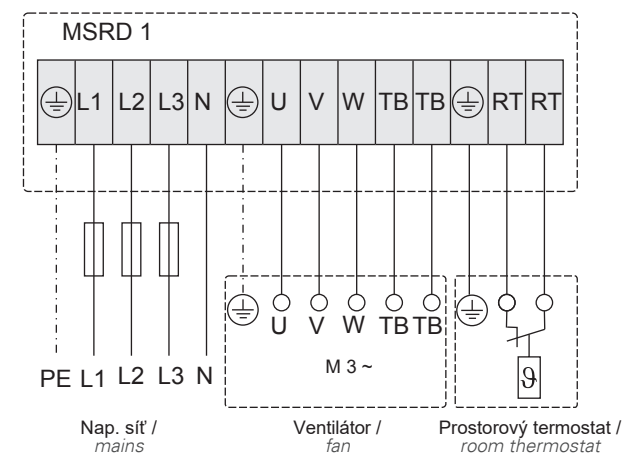 MSRD 1
L1 L2 L3 N U V W TB TB RT RT
U V W TB TB
M 3 ~
ϑ
PE L1 L2 L3 N
Nap. síť / Ventilátor / Prostorový termostat /
mains fan room thermostat